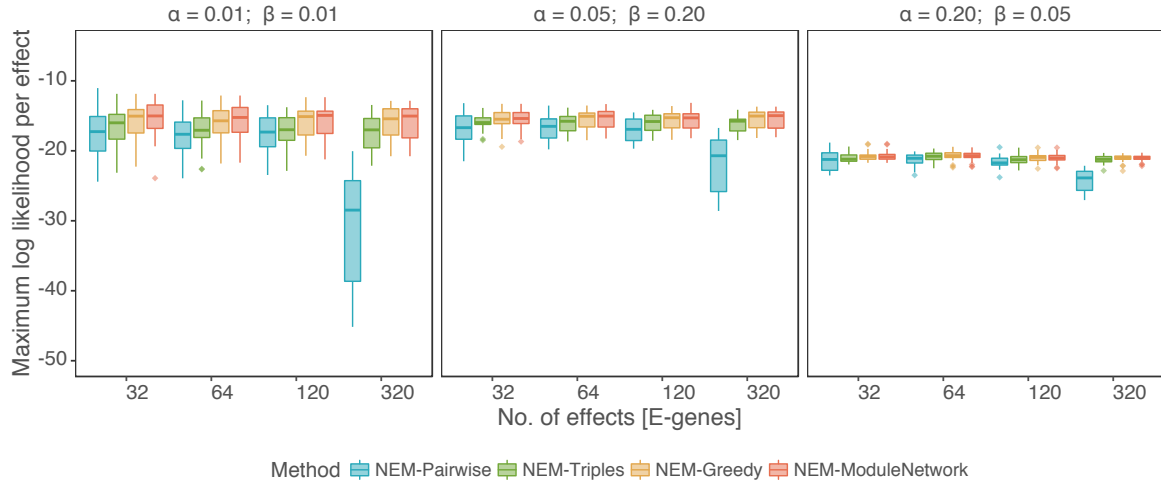 α = 0.01;  β = 0.01
α = 0.05;  β = 0.20
α = 0.20;  β = 0.05
Maximum log likelihood per effect
-10
-20
-30
-40
-50
32 64 120 320
32 64 120 320
32 64 120 320
No. of effects [E-genes]
Method NEM-Pairwise NEM-Triples NEM-Greedy NEM-ModuleNetwork